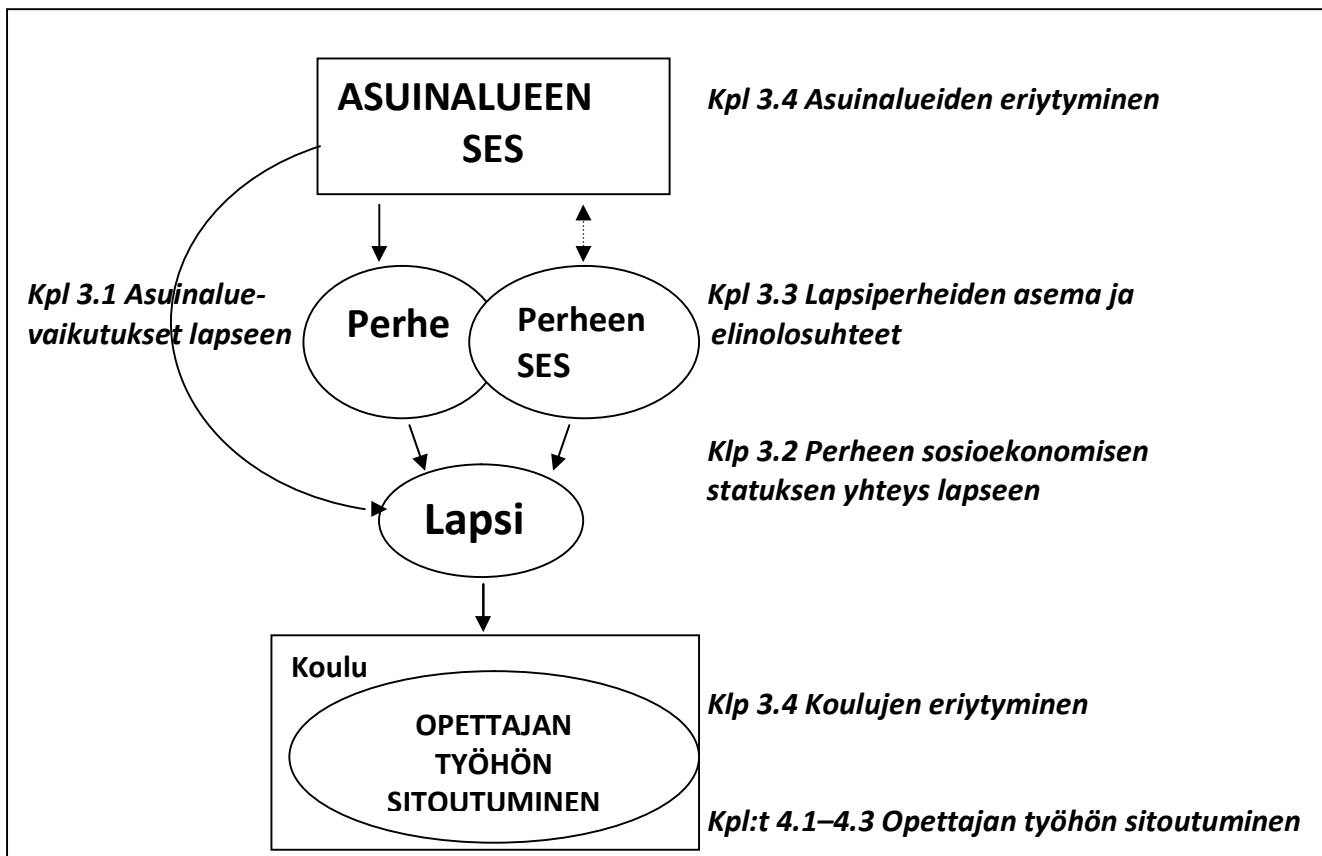 ASUINALUEEN
SES
Kpl 3.4 Asuinalueiden eriytyminen
Kpl 3.1 Asuinalue-
vaikutukset lapseen
Perhe
Perheen
SES
Kpl 3.3 Lapsiperheiden asema ja
elinolosuhteet
Klp 3.2 Perheen sosioekonomisen
statuksen yhteys lapseen
Lapsi
Koulu
OPETTAJAN
TYÖHÖN
SITOUTUMINEN
Klp 3.4 Koulujen eriytyminen
Kpl:t 4.1–4.3 Opettajan työhön sitoutuminen